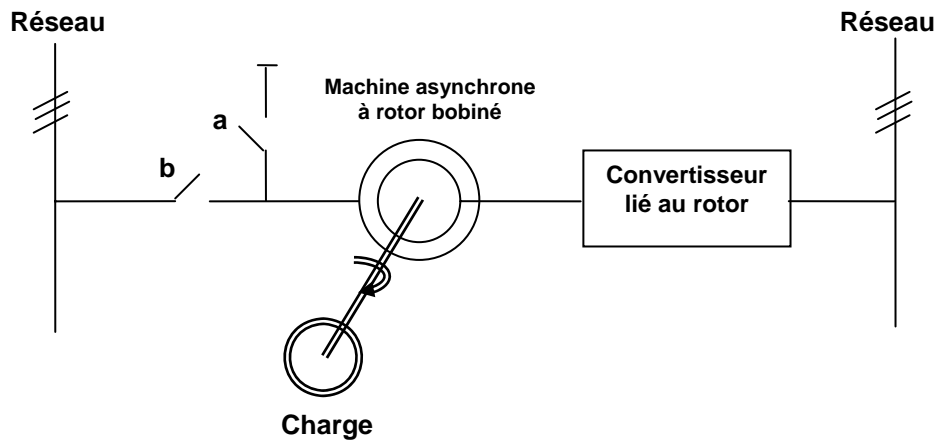 Réseau
Réseau
Machine asynchrone
à rotor bobiné
a
b
Convertisseur
lié au rotor
Charge